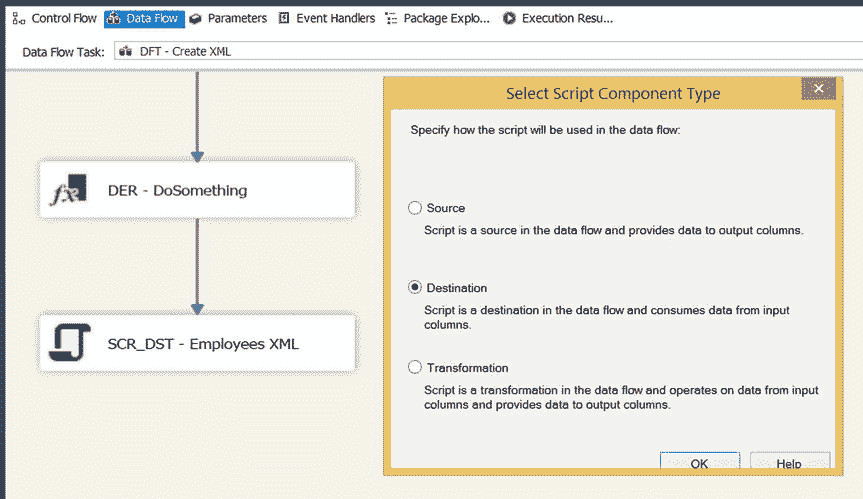 Control Flow Data Flow Parameters Event Handlers Package Explo... Execution Resu...
Data Flow Task: DFT - Create XML
Select Script Component Type
Specify how the script will be used in the data flow:
fx DER - DoSomething
Source
Script is a source in the data flow and provides data to output columns.
Destination
Script is a destination in the data flow and consumes data from input
columns.
SCR_DST - Employees XML
Transformation
Script is a transformation in the data flow and operates on data from input
columns and provides data to output columns.
OK Help